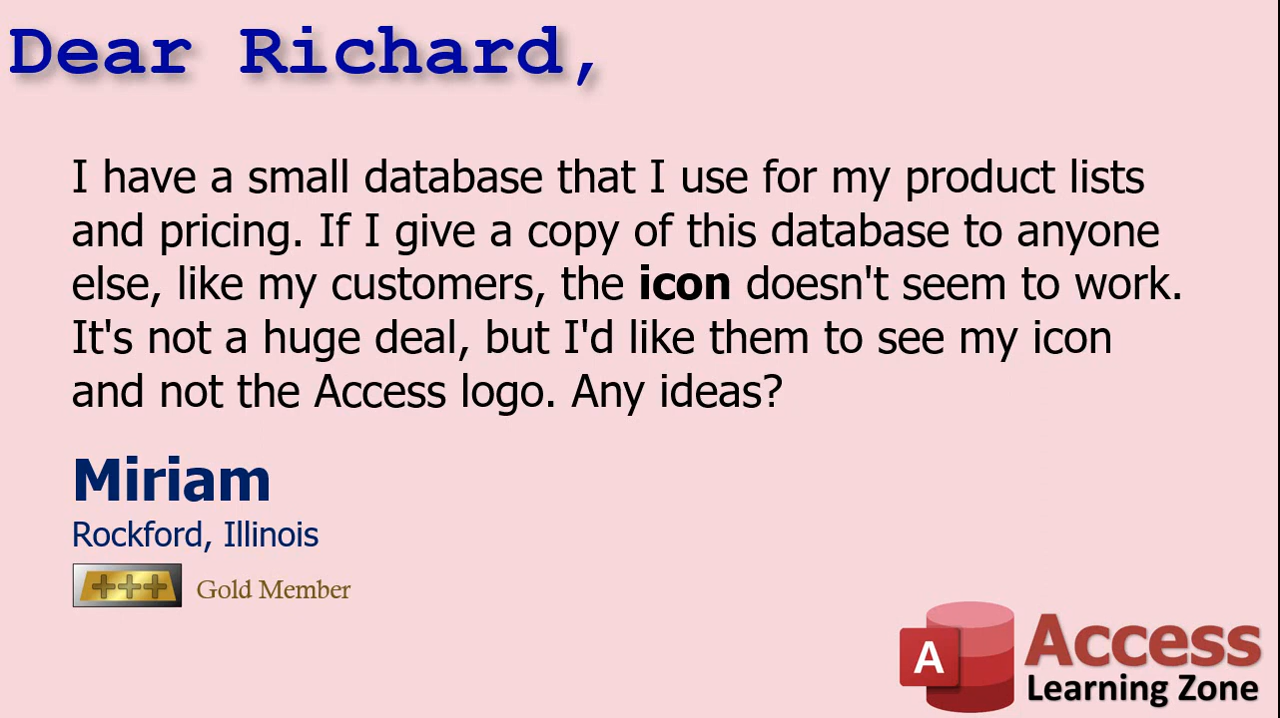 Dear Richard,
I have a small database that I use for my product lists
and pricing. If I give a copy of this database to anyone
else, like my customers, the icon doesn't seem to work.
It's not a huge deal, but I'd like them to see my icon
and not the Access logo. Any ideas?
Miriam
Rockford, Illinois
+++ Gold Member
A Access
Learning Zone